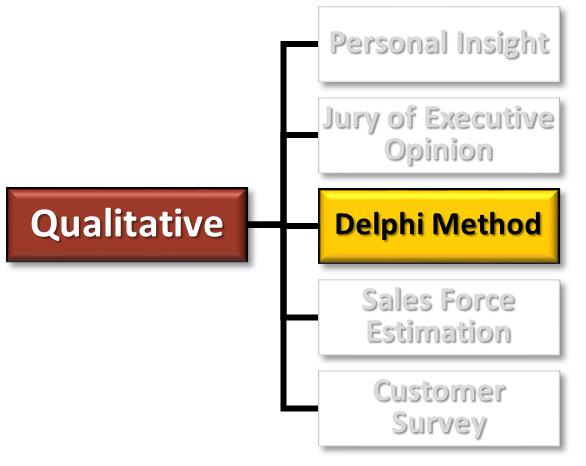 Personal Insight
Jury of Executive
Opinion
Qualitative
Delphi Method
Sales Force
Estimation
Customer
Survey